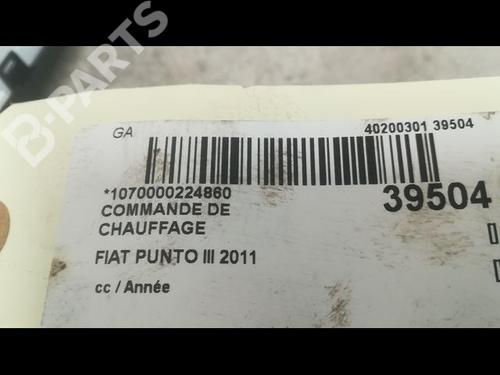 B-PARTS
GA
40200301 39504
*1070000224860
39504
COMMANDE DE
CHAUFFAGE
FIAT PUNTO III 2011
cc / Année